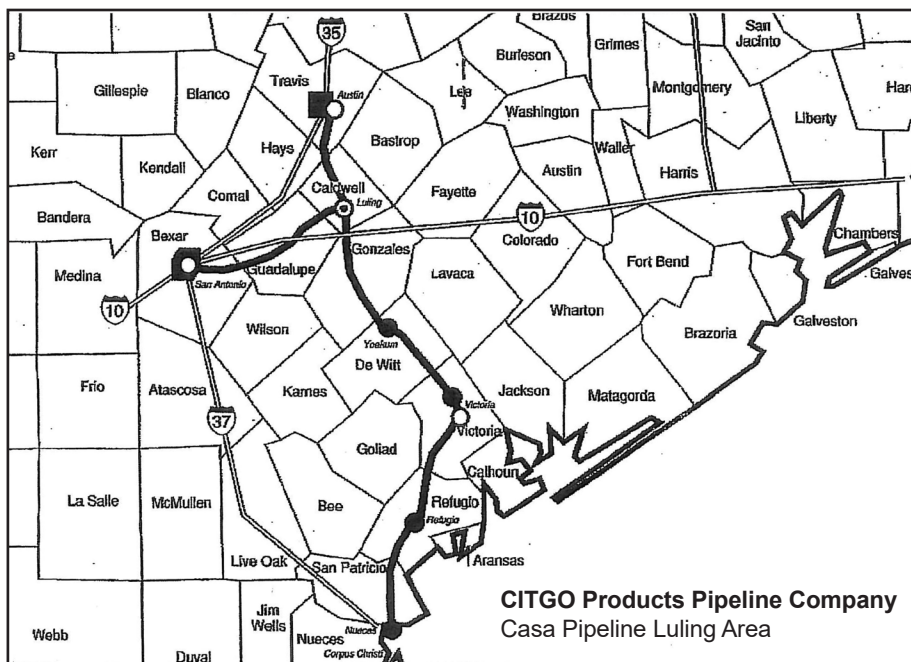 35
Brazos
Grimes
San
Jacinto
Burleson
Travis
Gillespie
Blanco
Lee
Montgomery
Liberty
Austin
Washington
Hays
Bastrop
Waller
Kerr
Kendall
Austin
Harris
Comal
Caldwell
Luling
Fayette
Bandera
10
Bexar
Colorado
Chambers
Gonzales
Medina
Guadalupe
Lavaca
Fort Bend
San Antonio
10
Wharton
Galveston
Wilson
Brazoria
Yoakum
De Witt
Frio
Atascosa
Karnes
Jackson
Matagorda
Victoria
37
Victoria
Goliad
Calhoun
La Salle
McMullen
Bee
Refugio
Refugio
Live Oak
San Patricio
Aransas
CITGO Products Pipeline Company
Casa Pipeline Luling Area
Jim
Wells
Webb
Nueces
Nueces
Corpus Christi
Duval